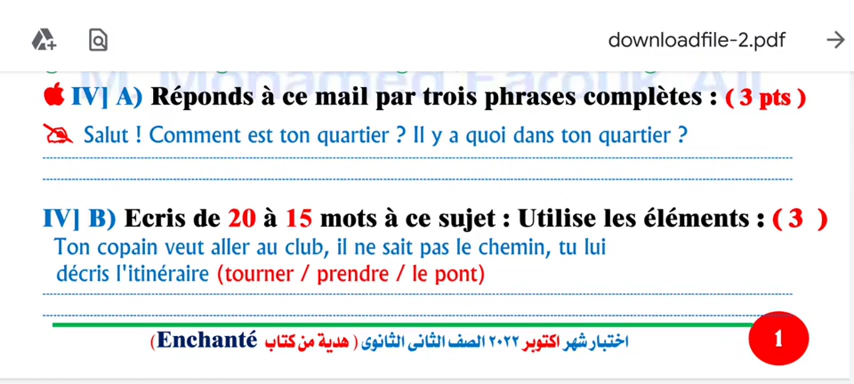 downloadfile-2.pdf
IV] A) Réponds à ce mail par trois phrases complètes : ( 3 pts )
Salut ! Comment est ton quartier ? Il y a quoi dans ton quartier ?
IV] B) Ecris de 20 à 15 mots à ce sujet : Utilise les éléments : ( 3 )
Ton copain veut aller au club, il ne sait pas le chemin, tu lui
décris l'itinéraire (tourner / prendre / le pont)
اختبار شهر اكتوبر ٢٠٢٢ الصف الثانى الثانوى ( هدية من كتاب Enchanté)
1